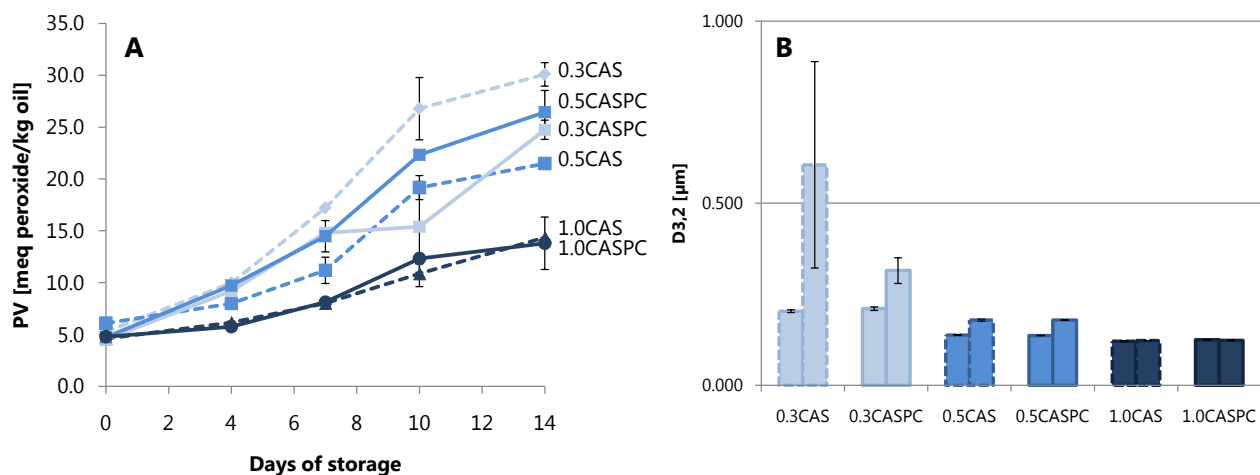 A
PV [meq peroxide/kg oil]
35.0
30.0
25.0
20.0
15.0
10.0
5.0
0.0
0 2 4 6 8 10 12 14
Days of storage
0.3CAS
0.5CASPC
0.3CASPC
0.5CAS
1.0CAS
1.0CASPC
B
D3,2 [µm]
1.000
0.500
0.000
0.3CAS 0.3CASPC 0.5CAS 0.5CASPC 1.0CAS 1.0CASPC